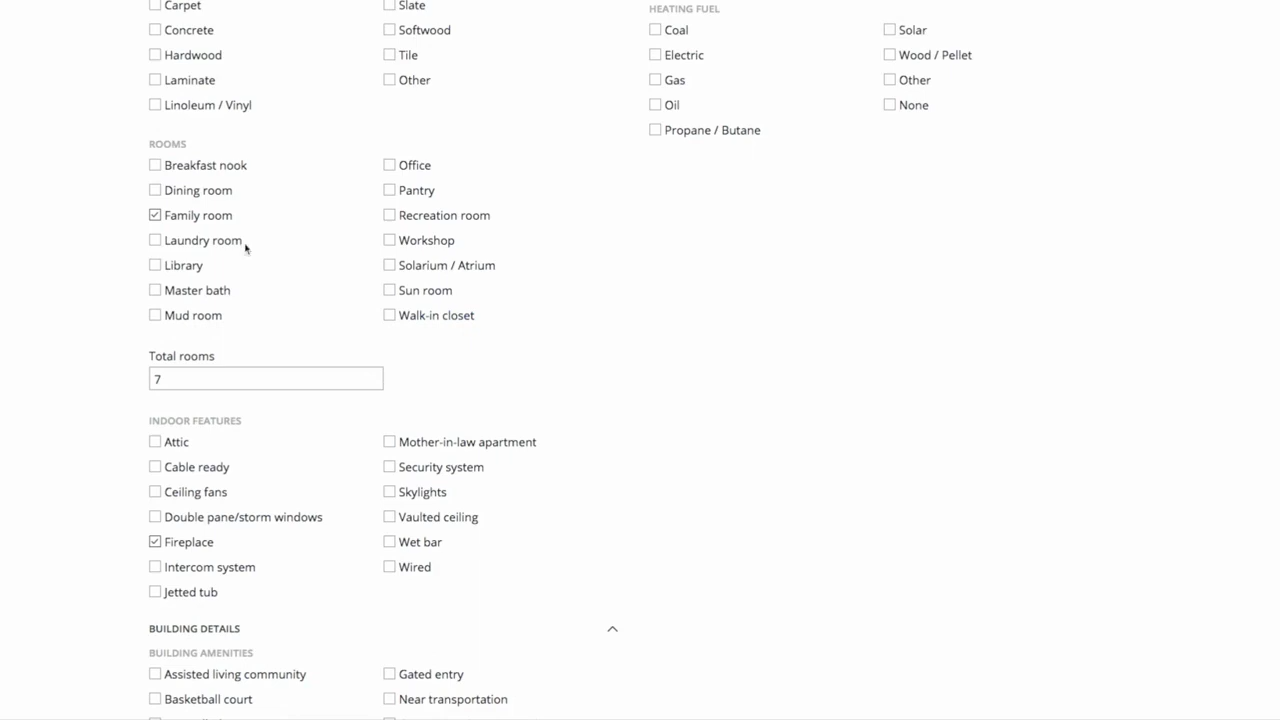 Carpet
Slate
Concrete
Softwood
Hardwood
Tile
Laminate
Other
Linoleum / Vinyl
HEATING FUEL
Coal
Solar
Electric
Wood / Pellet
Gas
Other
Oil
None
Propane / Butane
ROOMS
Breakfast nook
Office
Dining room
Pantry
Family room
Recreation room
Laundry room
Workshop
Library
Solarium / Atrium
Master bath
Sun room
Mud room
Walk-in closet
Total rooms
7
INDOOR FEATURES
Attic
Mother-in-law apartment
Cable ready
Security system
Ceiling fans
Skylights
Double pane/storm windows
Vaulted ceiling
Fireplace
Wet bar
Intercom system
Wired
Jetted tub
BUILDING DETAILS
BUILDING AMENITIES
Assisted living community
Gated entry
Basketball court
Near transportation